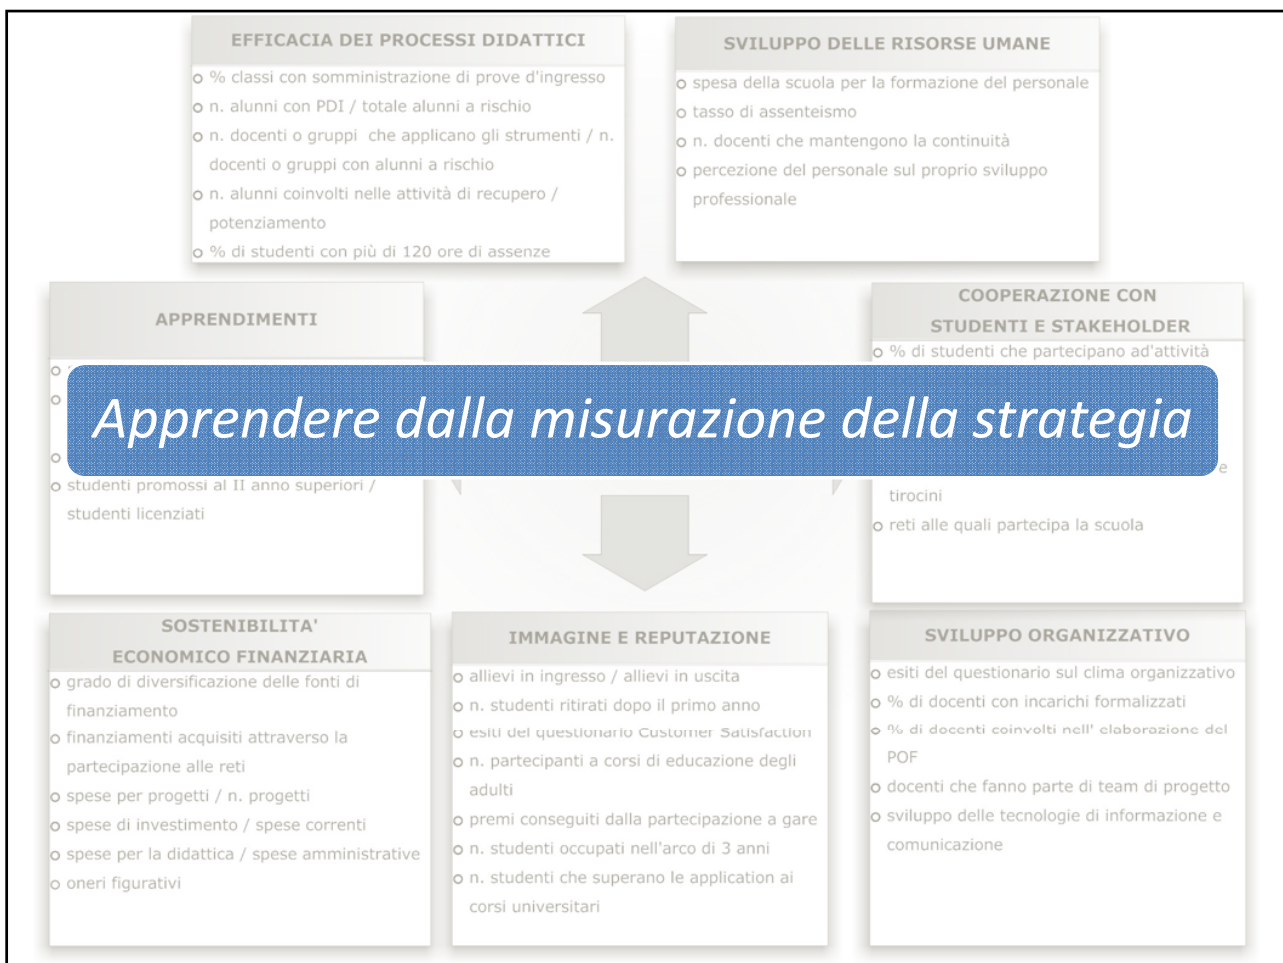 EFFICACIA DEI PROCESSI DIDATTICI
o % classi con somministrazione di prove d'ingresso
o n. alunni con PDI / totale alunni a rischio
o n. docenti o gruppi che applicano gli strumenti / n.
docenti o gruppi con alunni a rischio
o n. alunni coinvolti nelle attività di recupero /
potenziamento
o % di studenti con più di 120 ore di assenze
SVILUPPO DELLE RISORSE UMANE
o spesa della scuola per la formazione del personale
o tasso di assenteismo
o n. docenti che mantengono la continuità
o percezione del personale sul proprio sviluppo
professionale
APPRENDIMENTI
COOPERAZIONE CON
STUDENTI E STAKEHOLDER
o % di studenti che partecipano ad'attività
Apprendere dalla misurazione della strategia
o studenti promossi al II anno superiori /
studenti licenziati
e
tirocini
o reti alle quali partecipa la scuola
SOSTENIBILITA'
ECONOMICO FINANZIARIA
o grado di diversificazione delle fonti di
finanziamento
o finanziamenti acquisiti attraverso la
partecipazione alle reti
o spese per progetti / n. progetti
o spese di investimento / spese correnti
o spese per la didattica / spese amministrative
o oneri figurativi
IMMAGINE E REPUTAZIONE
o allievi in ingresso / allievi in uscita
o n. studenti ritirati dopo il primo anno
o esiti del questionario Customer Satisfaction
o n. partecipanti a corsi di educazione degli
adulti
o premi conseguiti dalla partecipazione a gare
o n. studenti occupati nell'arco di 3 anni
o n. studenti che superano le application ai
corsi universitari
SVILUPPO ORGANIZZATIVO
o esiti del questionario sul clima organizzativo
o % di docenti con incarichi formalizzati
o % di docenti coinvolti nell' elaborazione del
POF
o docenti che fanno parte di team di progetto
o sviluppo delle tecnologie di informazione e
comunicazione